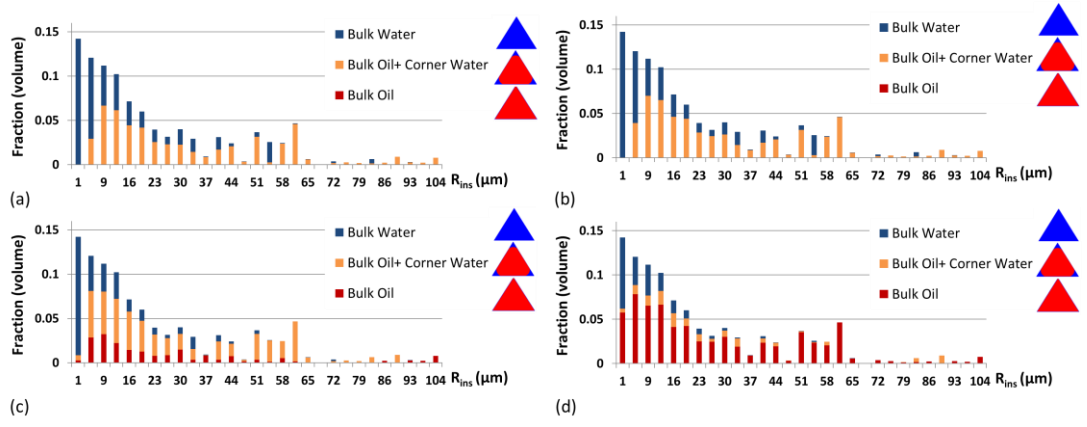 0.15
0.1
0.05
0
Fraction (volume)
Bulk Water
Bulk Oil+ Corner Water
Bulk Oil
1 9 16 23 30 37 44 51 58 65 72 79 86 93 104
Rins (µm)
(a)
0.15
0.1
0.05
0
Fraction (volume)
Bulk Water
Bulk Oil+ Corner Water
Bulk Oil
1 9 16 23 30 37 44 51 58 65 72 79 86 93 104
Rins (µm)
(b)
0.15
0.1
0.05
0
Fraction (volume)
Bulk Water
Bulk Oil+ Corner Water
Bulk Oil
1 9 16 23 30 37 44 51 58 65 72 79 86 93 104
Rins (µm)
(c)
0.15
0.1
0.05
0
Fraction (volume)
Bulk Water
Bulk Oil+ Corner Water
Bulk Oil
1 9 16 23 30 37 44 51 58 65 72 79 86 93 104
Rins (µm)
(d)